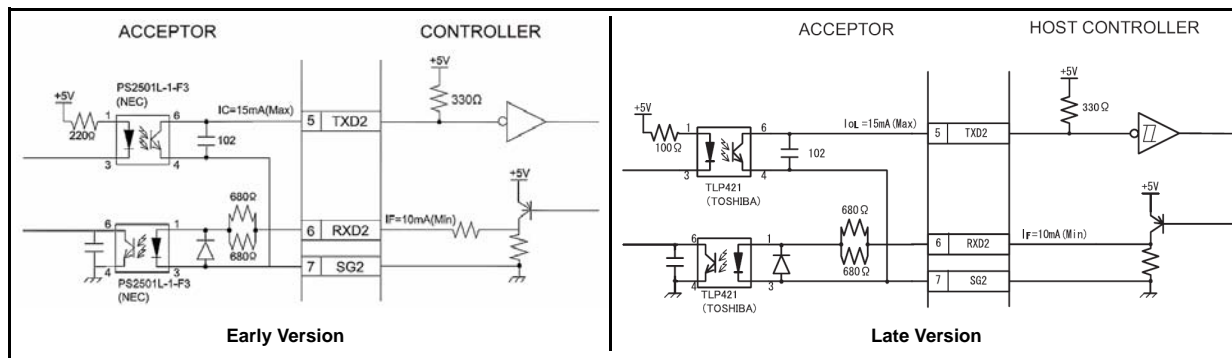 ACCEPTOR
CONTROLLER
PS2501L-1-F3
(NEC)
+5V
+5V
1
6
IC=15mA(Max)
5
TXD2
330Ω
220Ω
102
3
4
+5V
680Ω
6
1
IF=10mA(Min)
6
RXD2
680Ω
4
3
7
SG2
PS2501L-1-F3
(NEC)
Early Version
ACCEPTOR
HOST CONTROLLER
+5V
+5V
330Ω
1
6
IOL=15mA(Max)
5
TXD2
100Ω
102
3
4
TLP421
(TOSHIBA)
+5V
680Ω
6
1
6
RXD2
IF=10mA(Min)
680Ω
4
3
7
SG2
TLP421
(TOSHIBA)
Late Version